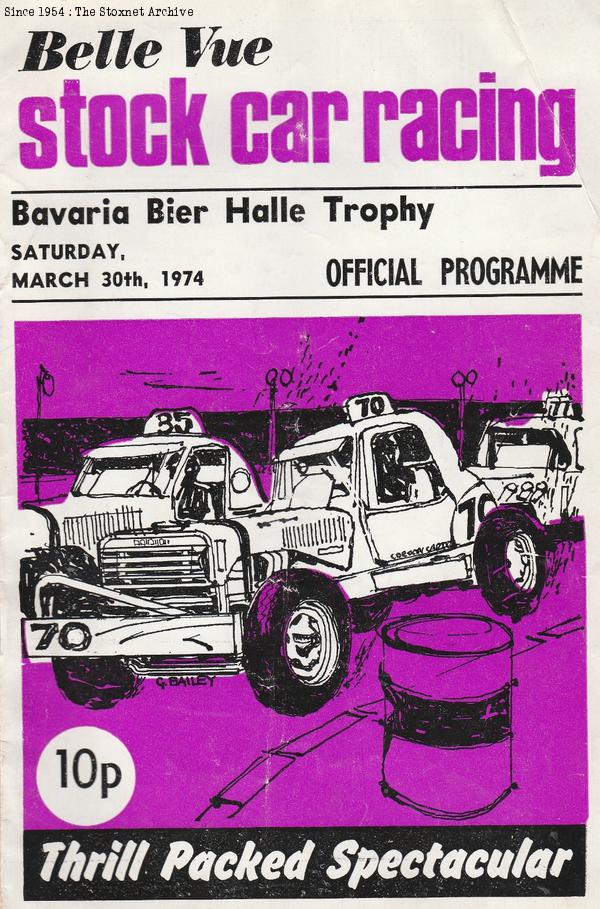 Since 1954 : The Stoxnet Archive
Belle Vue
stock car racing
Bavaria Bier Halle Trophy
SATURDAY,
MARCH 30th, 1974
OFFICIAL PROGRAMME
85
70
70
70
G. BAILEY
10p
Thrill Packed Spectacular